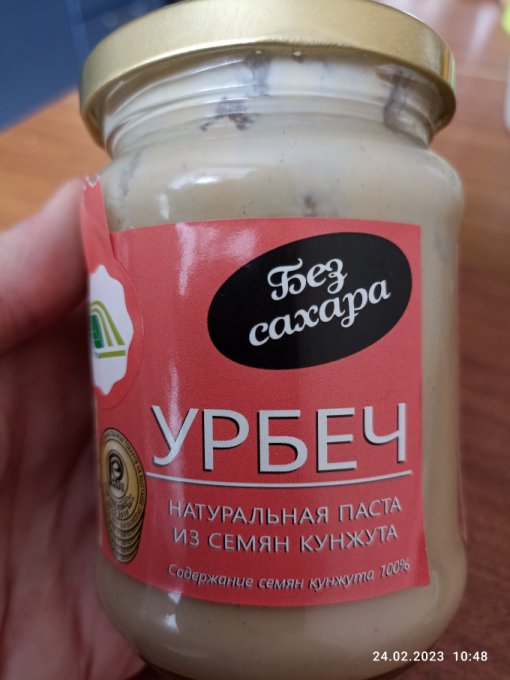 Без
сахара
УРБЕЧ
НАТУРАЛЬНАЯ ПАСТА
ИЗ СЕМЯН КУНЖУТА
Содержание семян кунжута 100%
24.02.2023 10:48